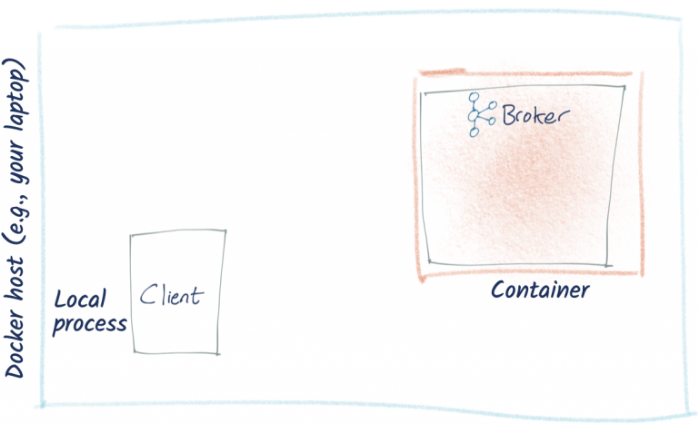 Docker host (e.g., your laptop)
Broker
Container
Local
process
Client